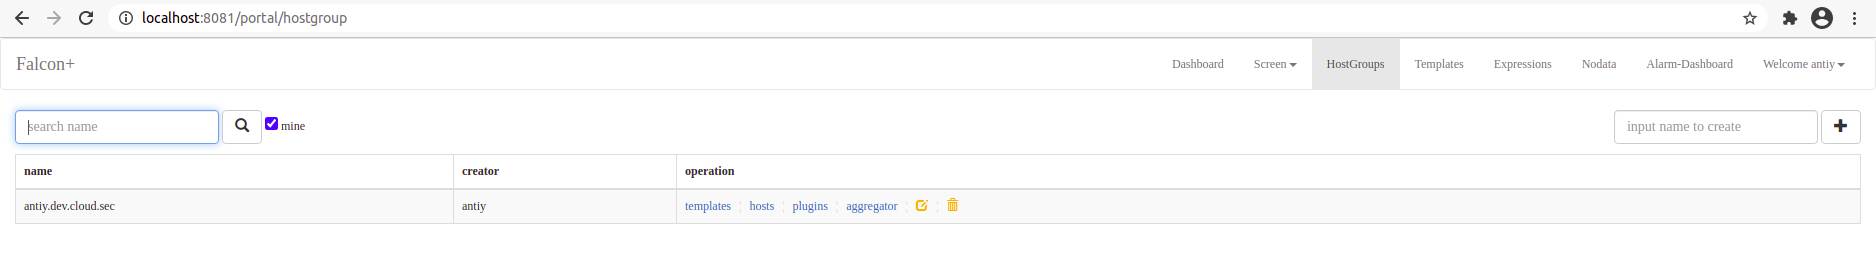 localhost:8081/portal/hostgroup
Falcon+ Dashboard Screen HostGroups Templates Expressions Nodata Alarm-Dashboard Welcome antiy
search name mine input name to create
name creator operation
antiy.dev.cloud.sec antiy templates hosts plugins aggregator